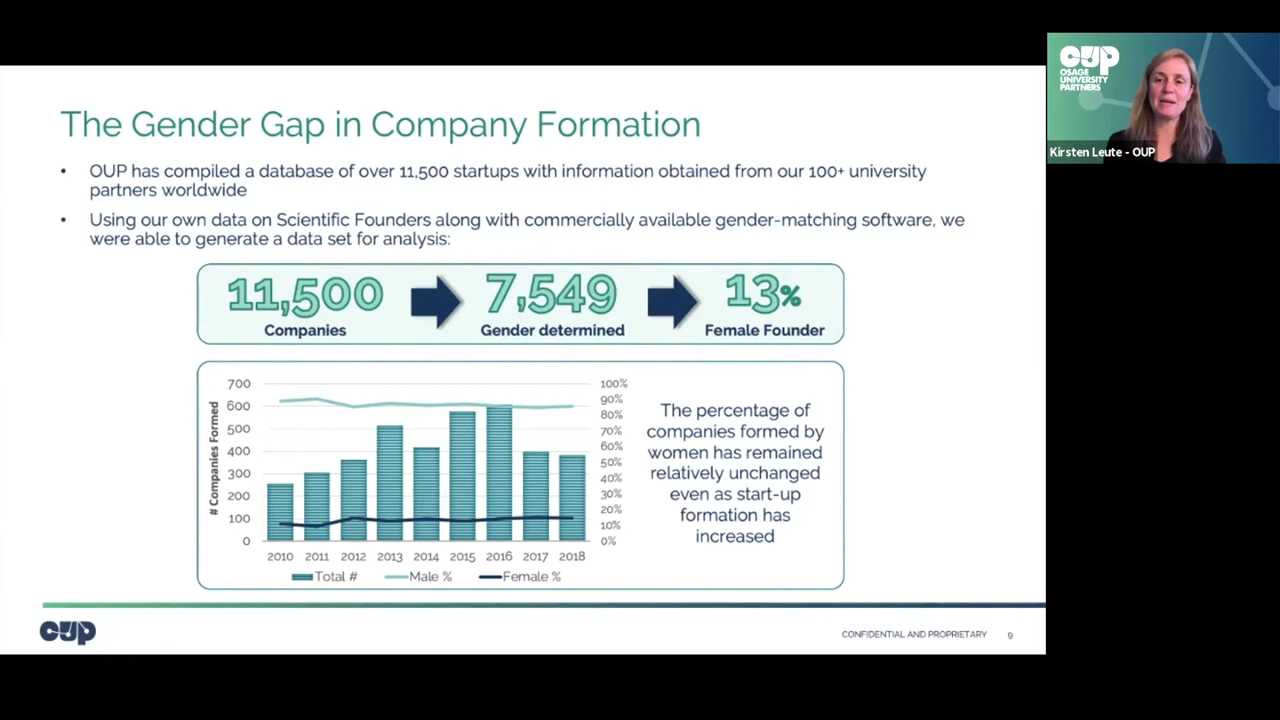 The Gender Gap in Company Formation
• OUP has compiled a database of over 11,500 startups with information obtained from our 100+ university
partners worldwide
• Using our own data on Scientific Founders along with commercially available gender-matching software, we
were able to generate a data set for analysis:
11,500
Companies
7,549
Gender determined
13%
Female Founder
# Companies Formed
700
600
500
400
300
200
100
0
100%
90%
80%
70%
60%
50%
40%
30%
20%
10%
0%
2010 2011 2012 2013 2014 2015 2016 2017 2018
Total # Male % Female %
The percentage of
companies formed by
women has remained
relatively unchanged
even as start-up
formation has
increased
OUP
CONFIDENTIAL AND PROPRIETARY 9
OUP
OSAGE
UNIVERSITY
PARTNERS
Kirsten Leute - OUP